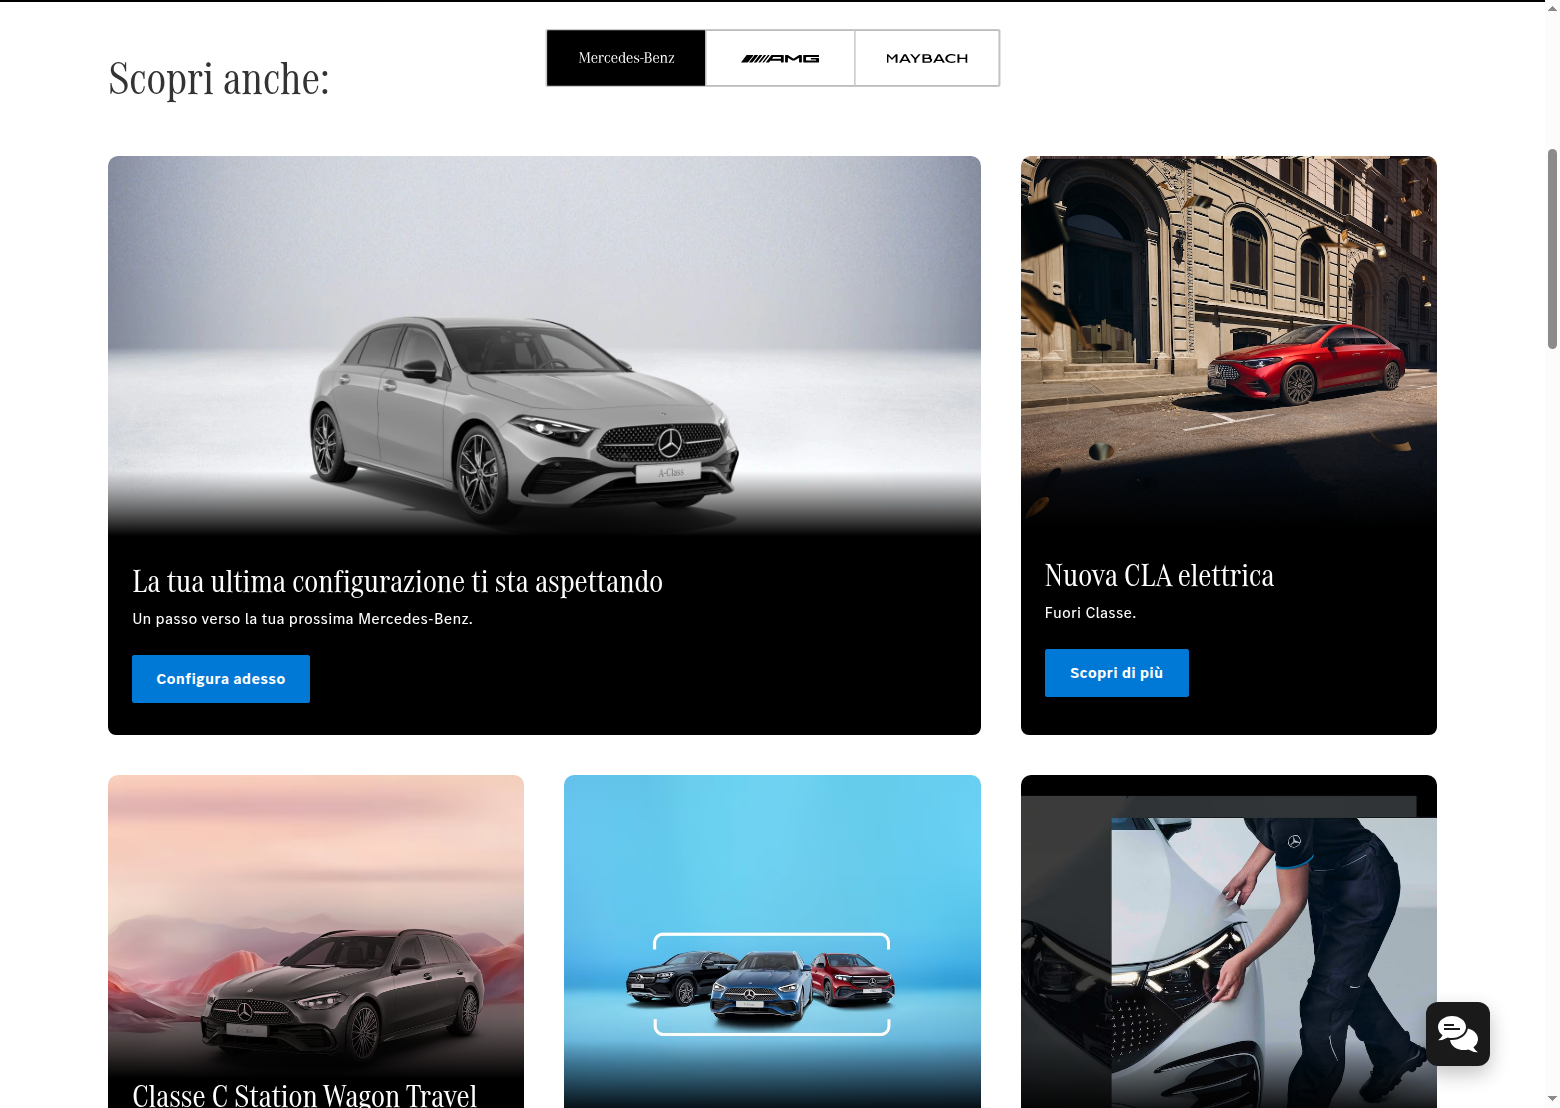 Scopri anche:
Mercedes-Benz
AMG
MAYBACH
A-Class
La tua ultima configurazione ti sta aspettando
Un passo verso la tua prossima Mercedes-Benz.
Configura adesso
Nuova CLA elettrica
Fuori Classe.
Scopri di più
Classe C Station Wagon Travel